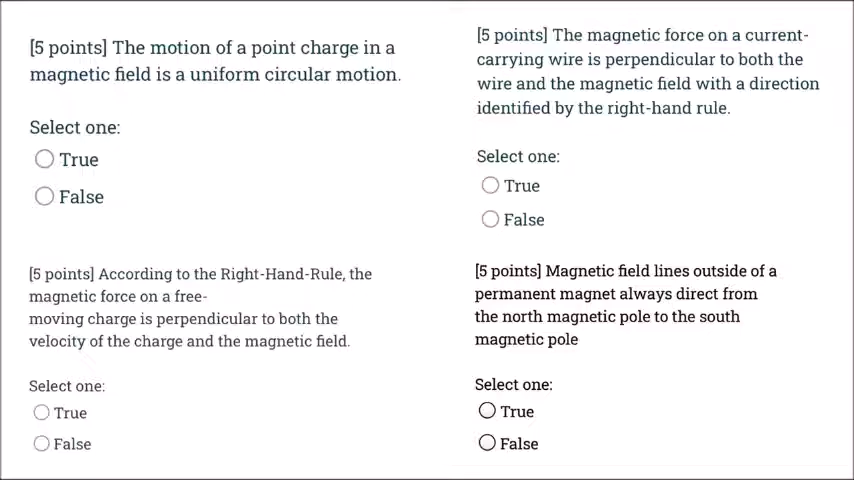 [5 points] The motion of a point charge in a
magnetic field is a uniform circular motion.
Select one:
True
False
[5 points] The magnetic force on a current-
carrying wire is perpendicular to both the
wire and the magnetic field with a direction
identified by the right-hand rule.
Select one:
True
False
[5 points] According to the Right-Hand-Rule, the
magnetic force on a free-
moving charge is perpendicular to both the
velocity of the charge and the magnetic field.
Select one:
True
False
[5 points] Magnetic field lines outside of a
permanent magnet always direct from
the north magnetic pole to the south
magnetic pole
Select one:
True
False